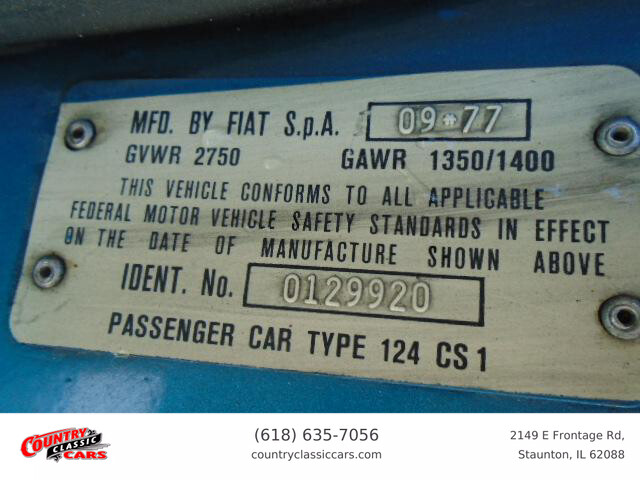 MFD. BY FIAT S.p.A. 09*77
GVWR 2750 GAWR 1350/1400
THIS VEHICLE CONFORMS TO ALL APPLICABLE
FEDERAL MOTOR VEHICLE SAFETY STANDARDS IN EFFECT
ON THE DATE OF MANUFACTURE SHOWN ABOVE
IDENT. No. 0129920
PASSENGER CAR TYPE 124 CS1
COUNTRY
CLASSIC
CARS
(618) 635-7056
countryclassiccars.com
2149 E Frontage Rd,
Staunton, IL 62088